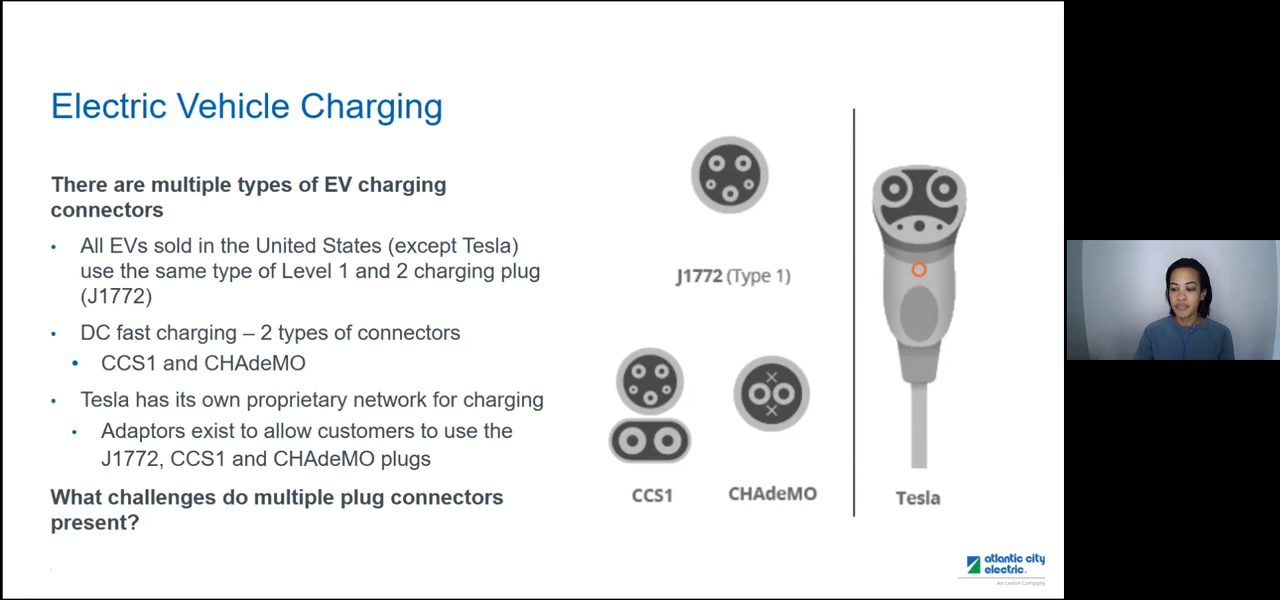 Electric Vehicle Charging
There are multiple types of EV charging
connectors
• All EVs sold in the United States (except Tesla)
use the same type of Level 1 and 2 charging plug
(J1772)
• DC fast charging – 2 types of connectors
• CCS1 and CHAdeMO
• Tesla has its own proprietary network for charging
• Adaptors exist to allow customers to use the
J1772, CCS1 and CHAdeMO plugs
What challenges do multiple plug connectors
present?
J1772 (Type 1)
CCS1
CHAdeMO
Tesla
atlantic city
electric.
An Exelon Company